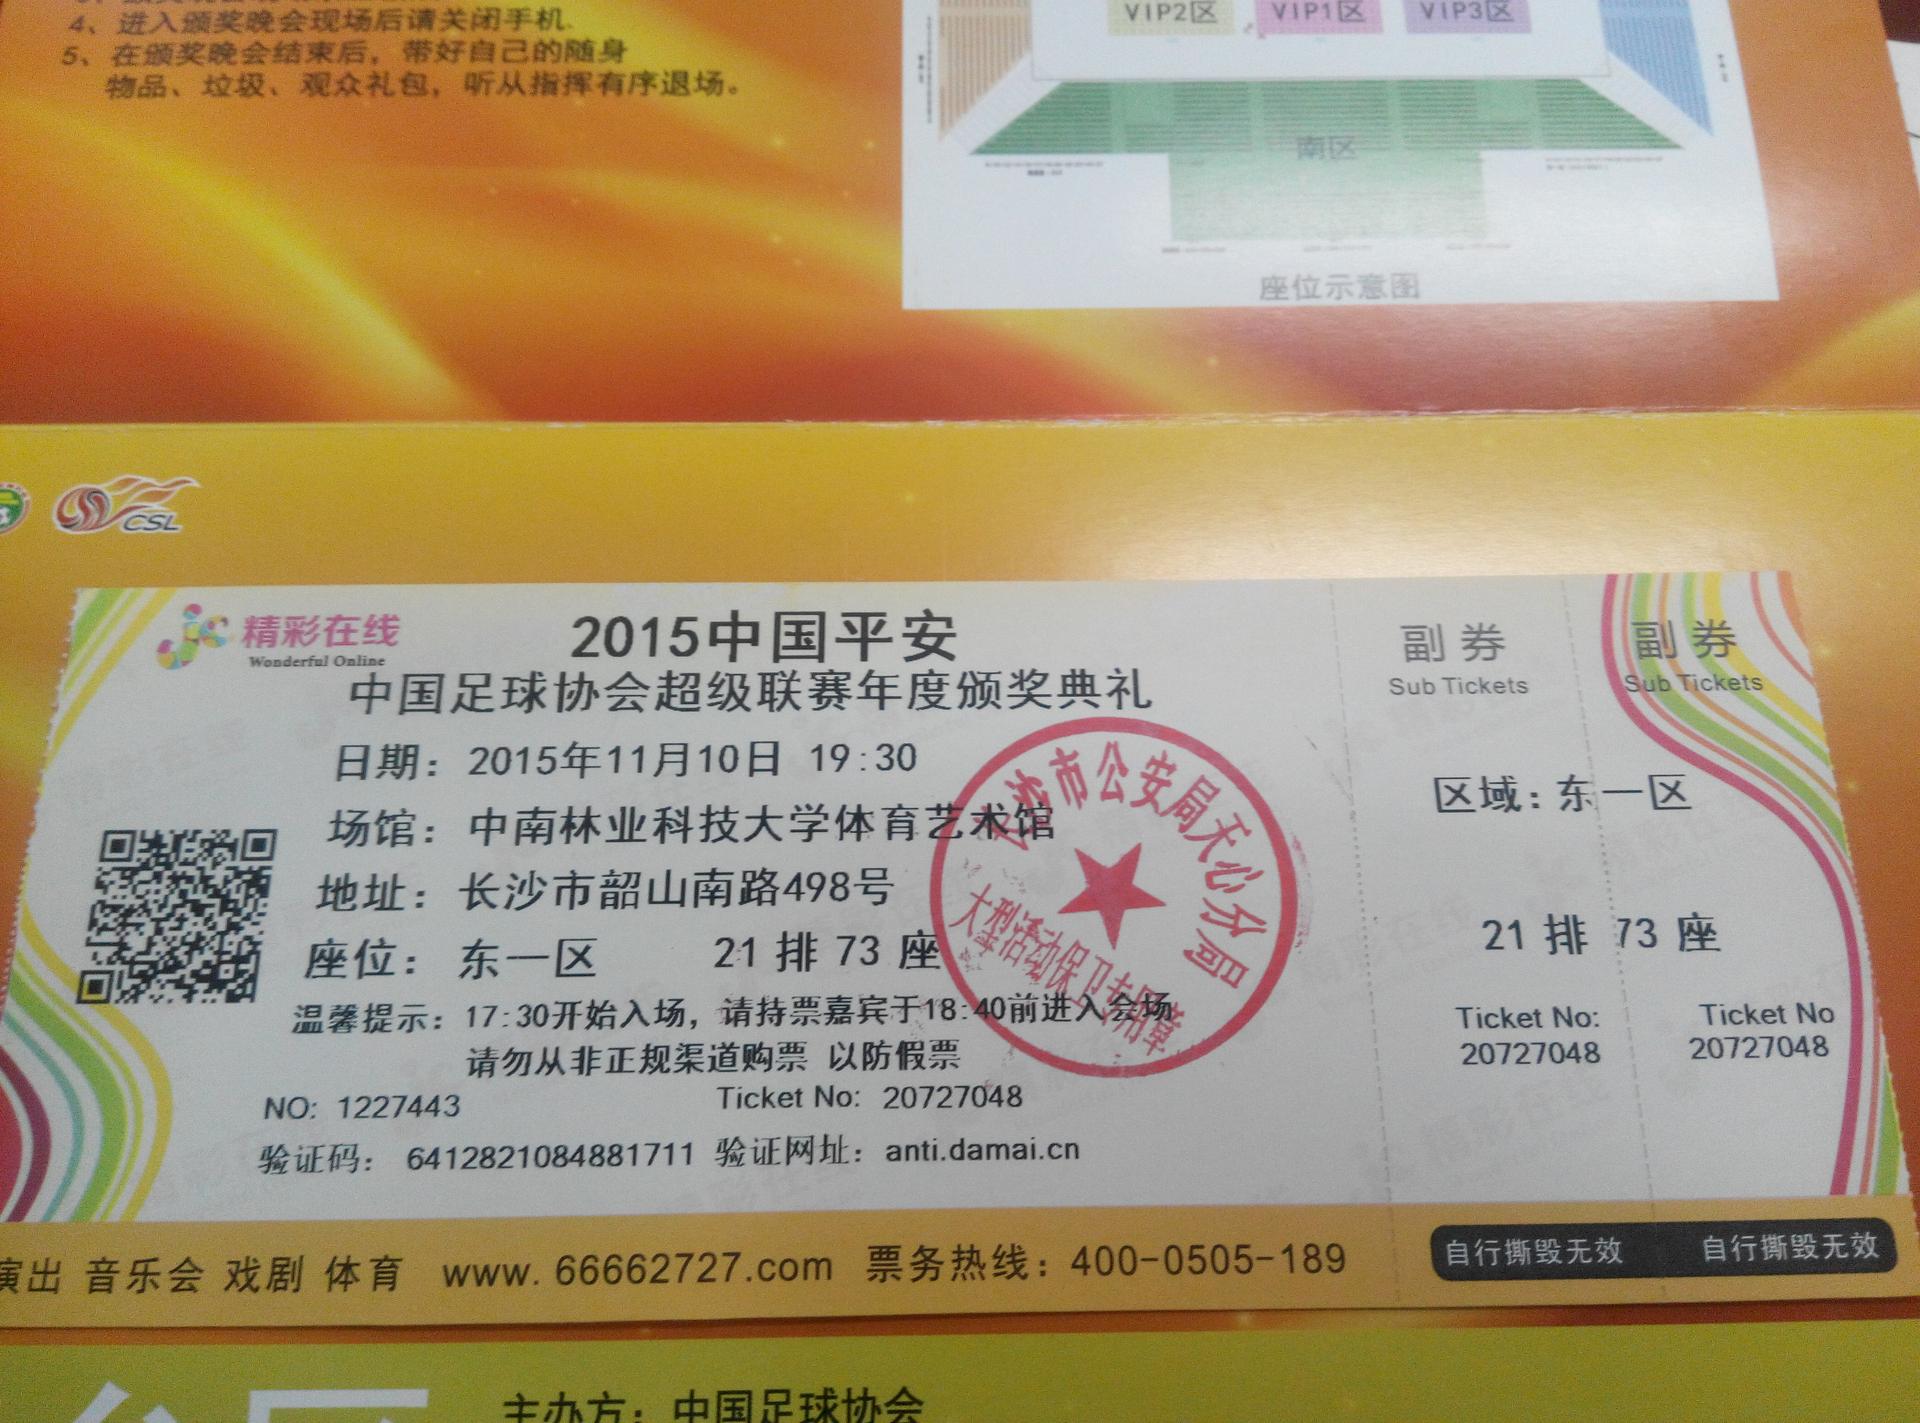 4、进入颁奖晚会现场后请关闭手机.
5、在颁奖晚会结束后，带好自己的随身
物品、垃圾、观众礼包，听从指挥有序退场。
VIP2区 VIP1区 VIP3区
南区
座位示意图
CSL
精彩在线
Wonderful Online
2015中国平安
中国足球协会超级联赛年度颁奖典礼
日期：2015年11月10日 19:30
场馆：中南林业科技大学体育艺术馆
地址：长沙市韶山南路498号
座位：东一区 21 排 73 座
温馨提示：17:30开始入场，请持票嘉宾于18:40前进入会场
请勿从非正规渠道购票 以防假票
NO: 1227443 Ticket No: 20727048
验证码： 6412821084881711 验证网址：anti.damai.cn
长沙市公安局天心分局
大型活动保卫专用章
副券 副券
Sub Tickets Sub Tickets
区域：东一区
21 排 73 座
Ticket No: Ticket No
20727048 20727048
演出 音乐会 戏剧 体育 www.66662727.com 票务热线：400-0505-189
自行撕毁无效 自行撕毁无效
主办方：中国足球协会